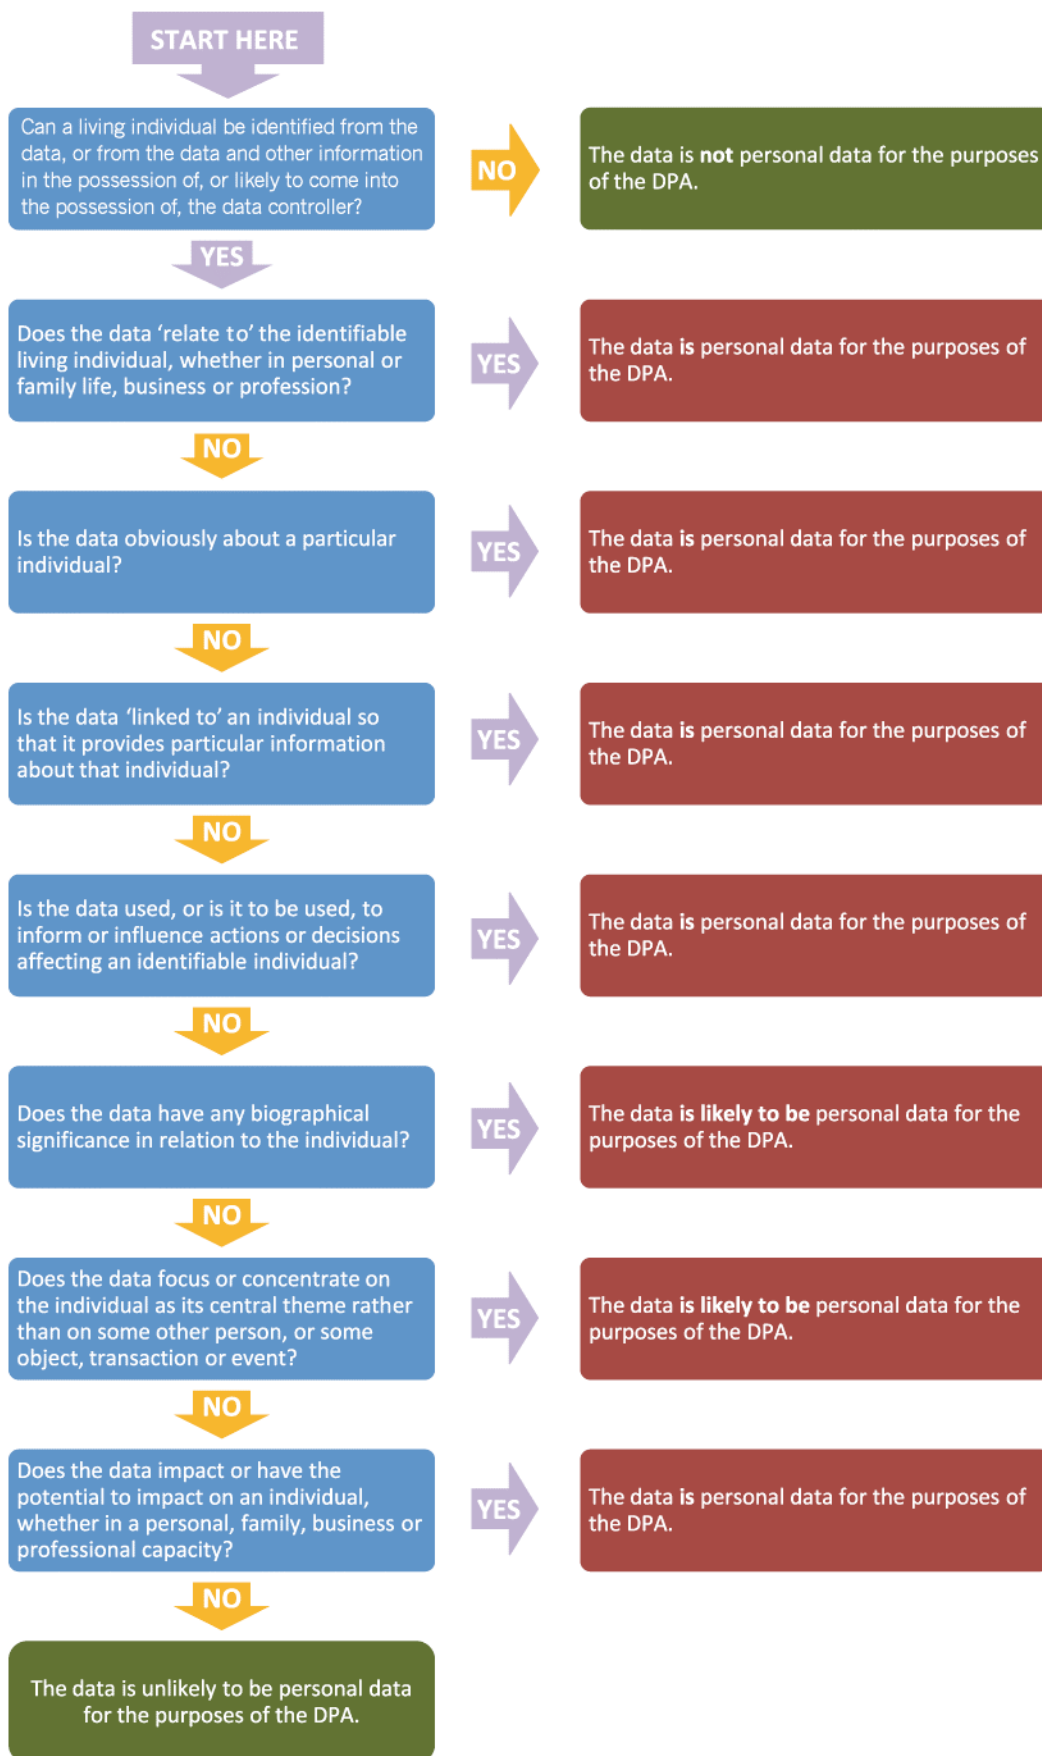 START HERE
Can a living individual be identified from the
data, or from the data and other information
in the possession of, or likely to come into
the possession of, the data controller?
NO
The data is not personal data for the purposes
of the DPA.
YES
Does the data ‘relate to’ the identifiable
living individual, whether in personal or
family life, business or profession?
YES
The data is personal data for the purposes of
the DPA.
NO
Is the data obviously about a particular
individual?
YES
The data is personal data for the purposes of
the DPA.
NO
Is the data ‘linked to’ an individual so
that it provides particular information
about that individual?
YES
The data is personal data for the purposes of
the DPA.
NO
Is the data used, or is it to be used, to
inform or influence actions or decisions
affecting an identifiable individual?
YES
The data is personal data for the purposes of
the DPA.
NO
Does the data have any biographical
significance in relation to the individual?
YES
The data is likely to be personal data for the
purposes of the DPA.
NO
Does the data focus or concentrate on
the individual as its central theme rather
than on some other person, or some
object, transaction or event?
YES
The data is likely to be personal data for the
purposes of the DPA.
NO
Does the data impact or have the
potential to impact on an individual,
whether in a personal, family, business or
professional capacity?
YES
The data is personal data for the purposes of
the DPA.
NO
The data is unlikely to be personal data
for the purposes of the DPA.